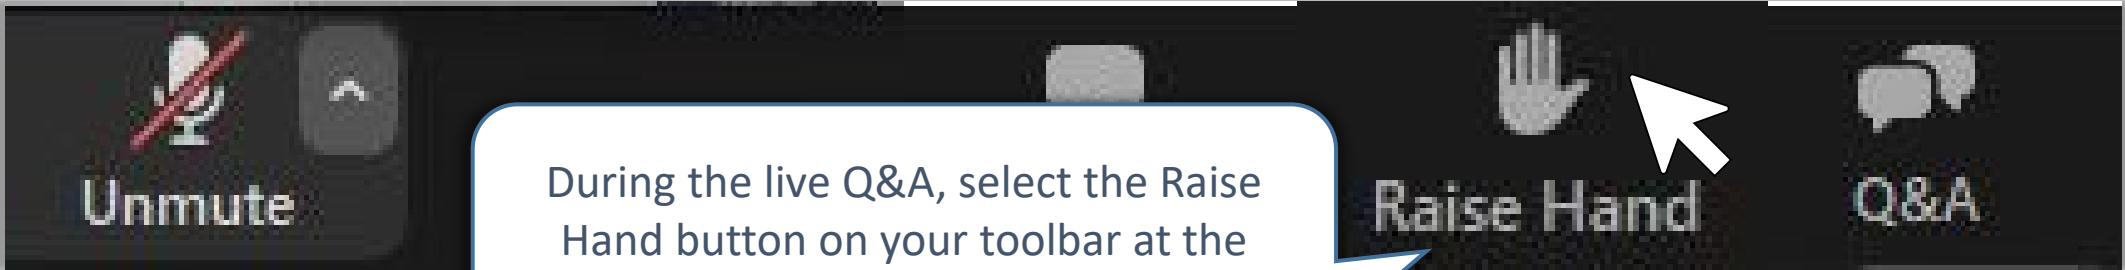 Unmute
During the live Q&A, select the Raise
Hand button on your toolbar at the
Raise Hand
Q&A